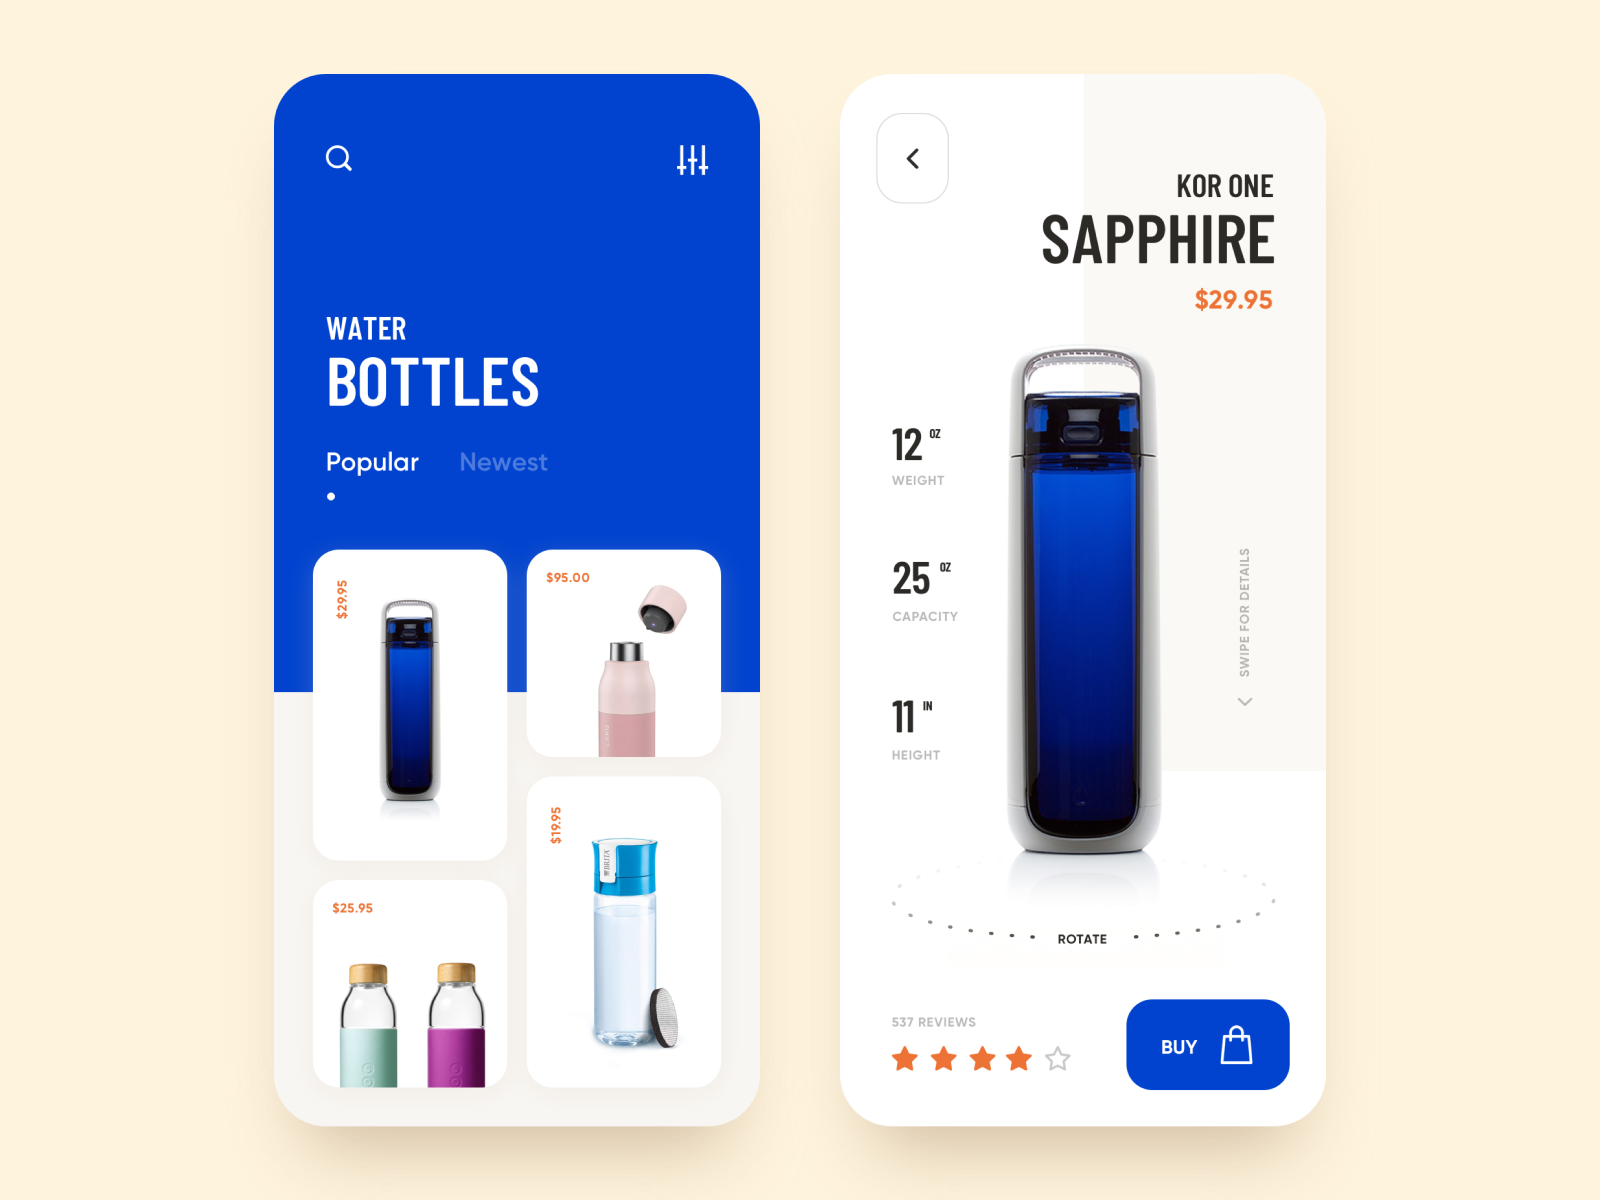 WATER
BOTTLES
Popular
Newest
$29.95
$95.00
$25.95
$19.95
BRITA
KOR ONE
SAPPHIRE
$29.95
12 OZ
WEIGHT
25 OZ
CAPACITY
11 IN
HEIGHT
SWIPE FOR DETAILS
ROTATE
537 REVIEWS
BUY